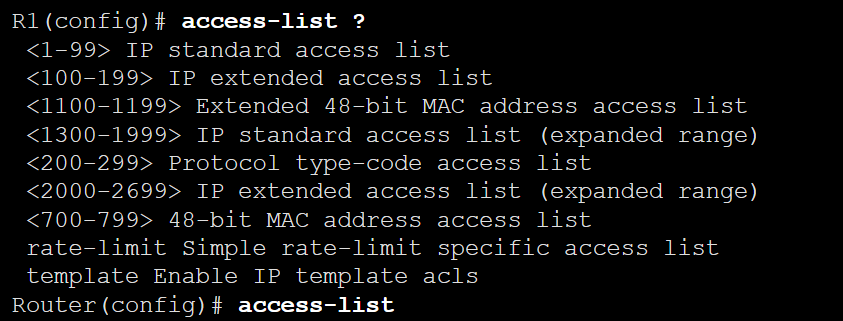 R1(config)# access-list ?
<1-99> IP standard access list
<100-199> IP extended access list
<1100-1199> Extended 48-bit MAC address access list
<1300-1999> IP standard access list (expanded range)
<200-299> Protocol type-code access list
<2000-2699> IP extended access list (expanded range)
<700-799> 48-bit MAC address access list
rate-limit Simple rate-limit specific access list
template Enable IP template acls
Router(config)# access-list